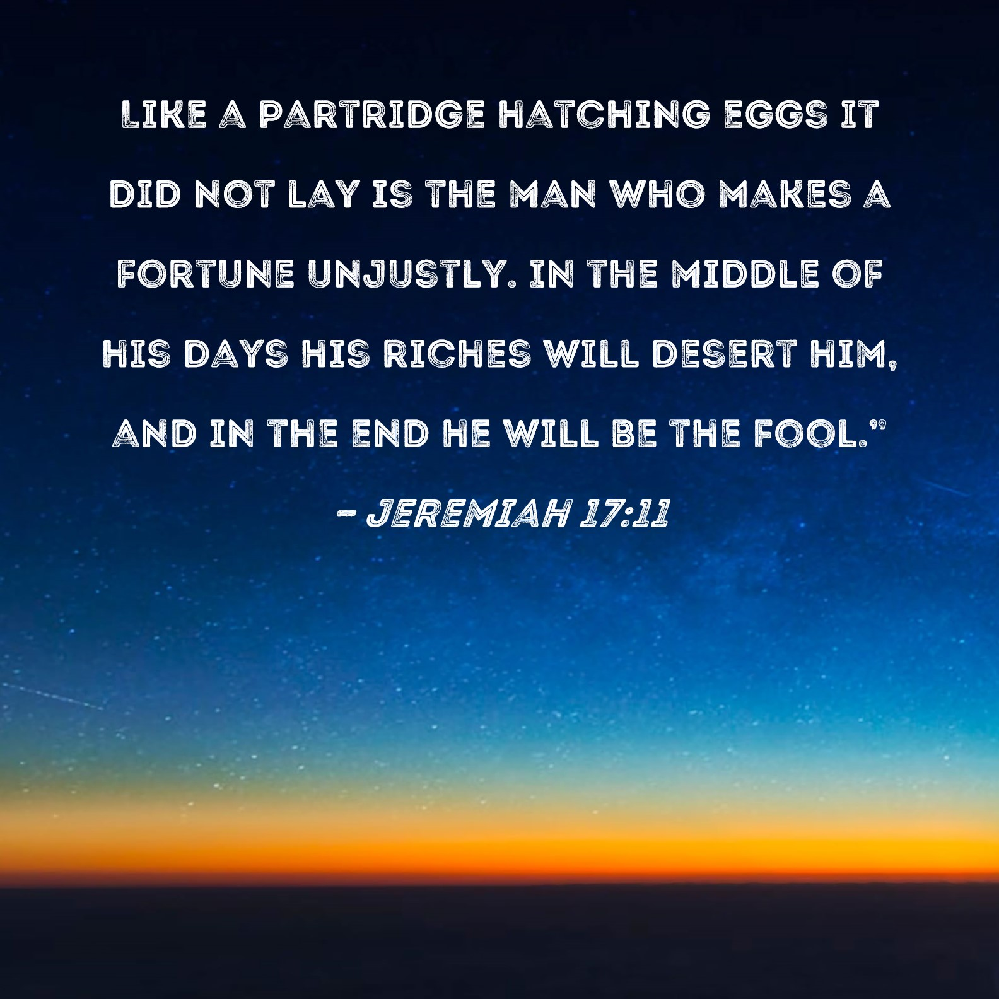 LIKE A PARTRIDGE HATCHING EGGS IT
DID NOT LAY IS THE MAN WHO MAKES A
FORTUNE UNJUSTLY. IN THE MIDDLE OF
HIS DAYS HIS RICHES WILL DESERT HIM,
AND IN THE END HE WILL BE THE FOOL.”
– JEREMIAH 17:11